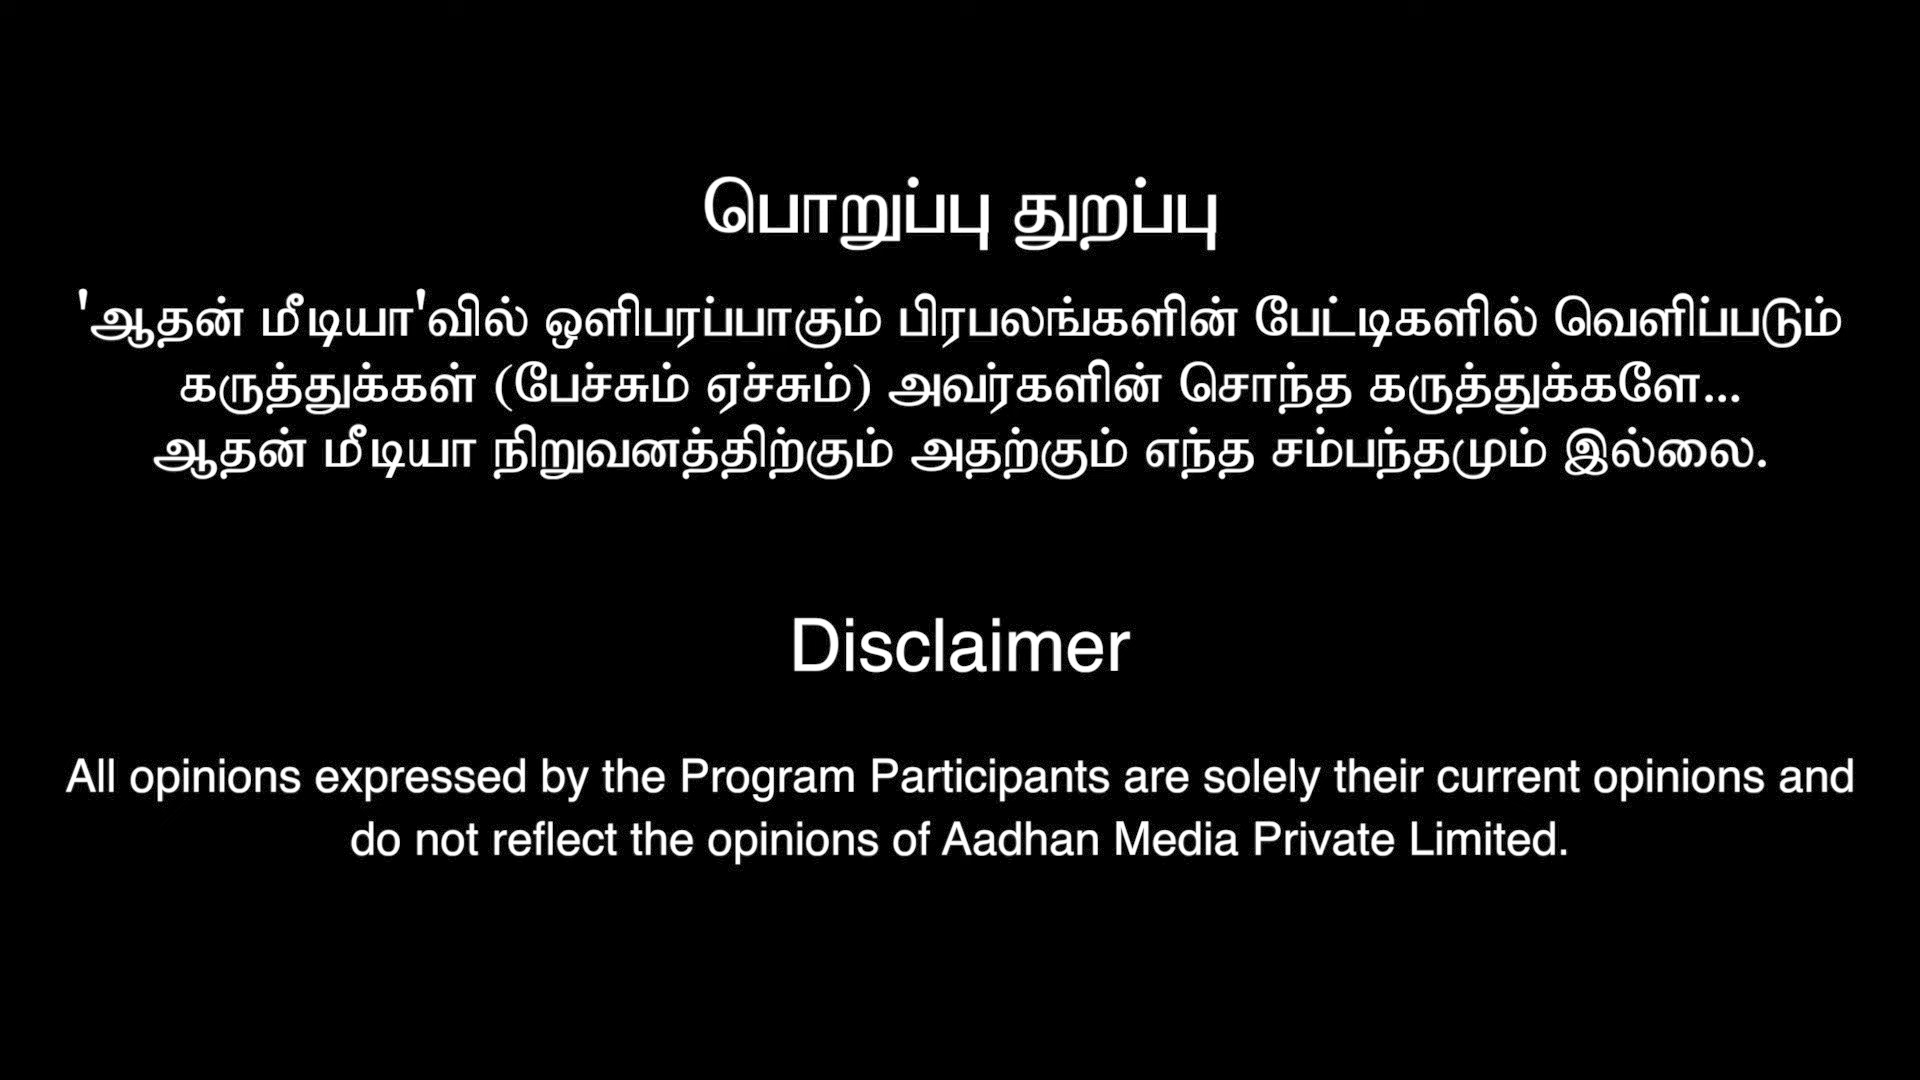 பொறுப்பு துறப்பு
'ஆதன் மீடியா'வில் ஒளிபரப்பாகும் பிரபலங்களின் பேட்டிகளில் வெளிப்படும்
கருத்துக்கள் (பேச்சும் ஏச்சும்) அவர்களின் சொந்த கருத்துக்களே...
ஆதன் மீடியா நிறுவனத்திற்கும் அதற்கும் எந்த சம்பந்தமும் இல்லை.
Disclaimer
All opinions expressed by the Program Participants are solely their current opinions and
do not reflect the opinions of Aadhan Media Private Limited.